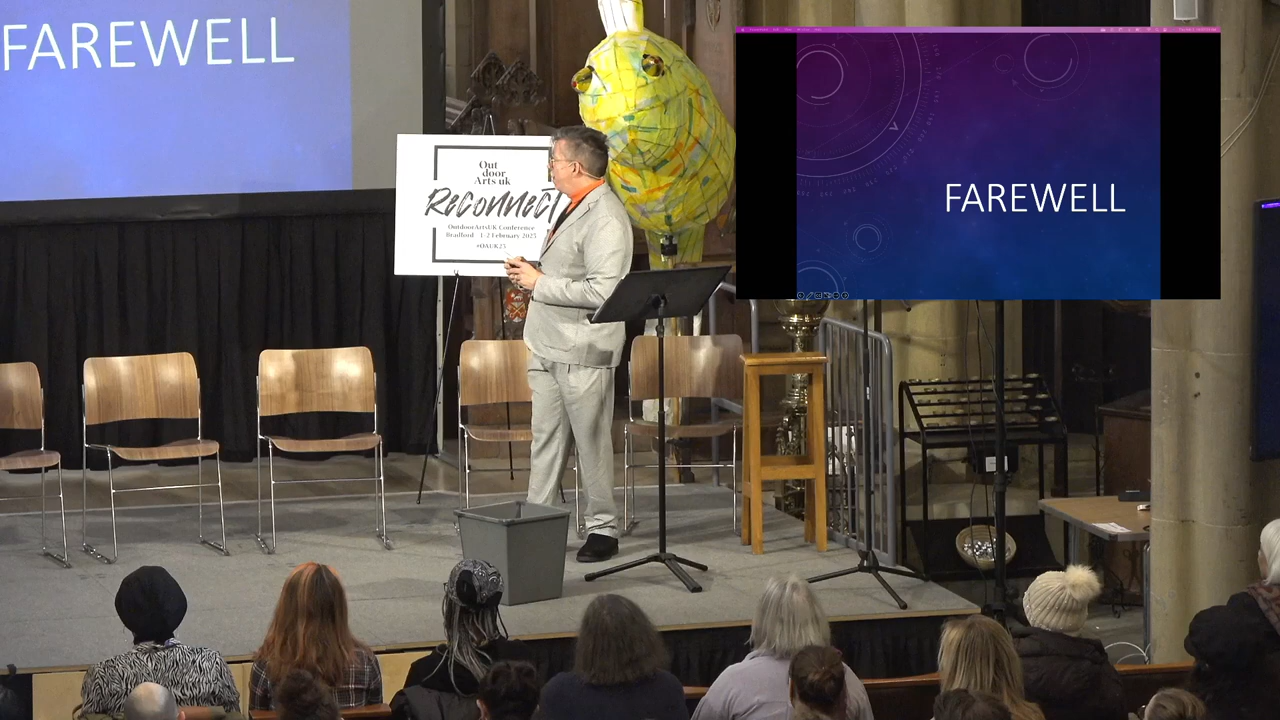 FAREWELL
Out
door
Arts uk
Reconnect
OutdoorArtsUK Conference
Bradford 1-2 February 2023
#OAUK23
FAREWELL